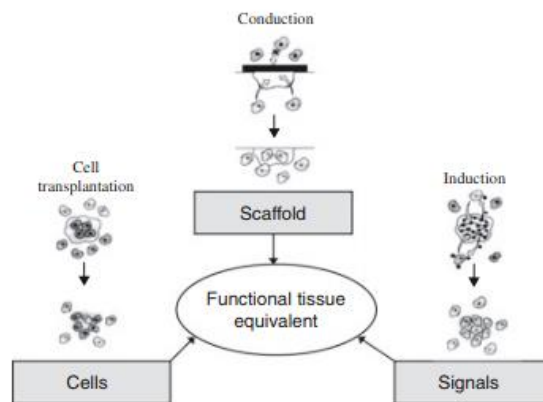 Conduction
Cell
transplantation
Induction
Scaffold
Functional tissue
equivalent
Cells
Signals